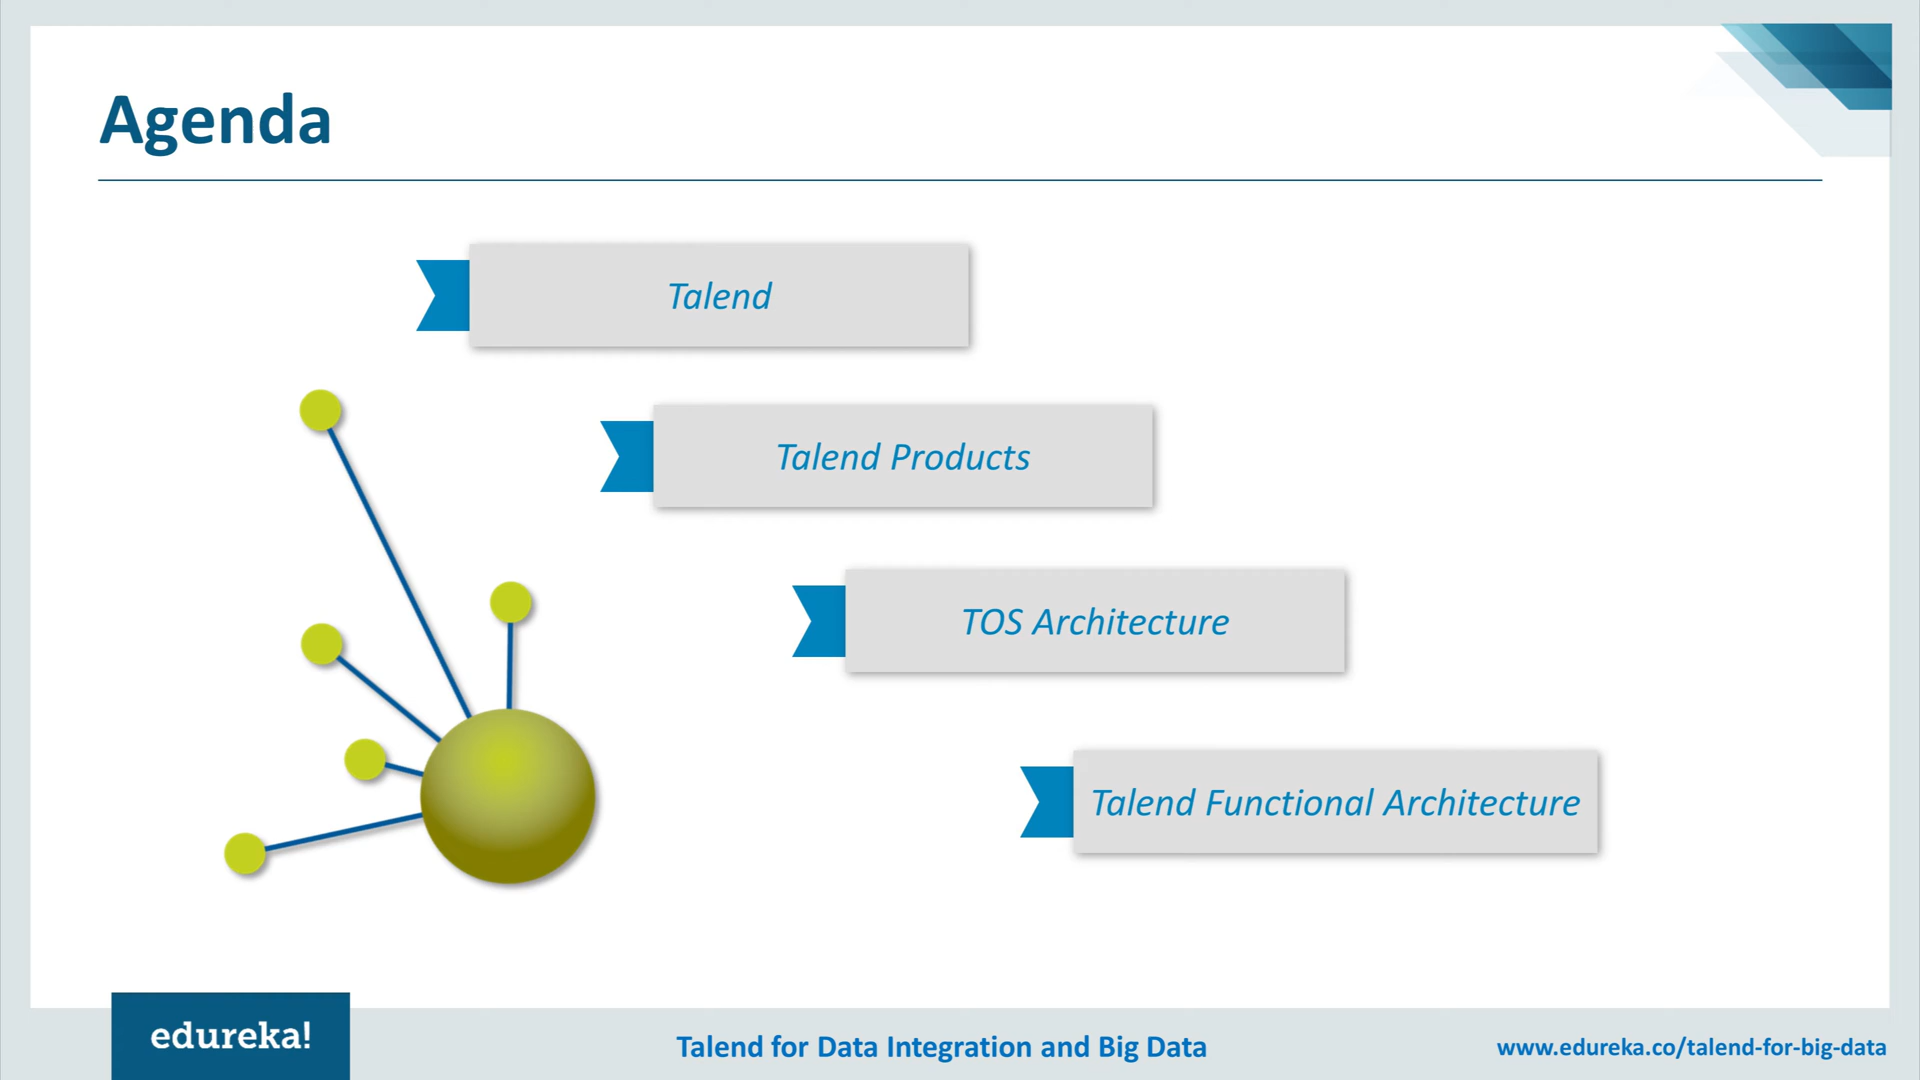 Agenda
Talend
Talend Products
TOS Architecture
Talend Functional Architecture
edureka!
Talend for Data Integration and Big Data
www.edureka.co/talend-for-big-data